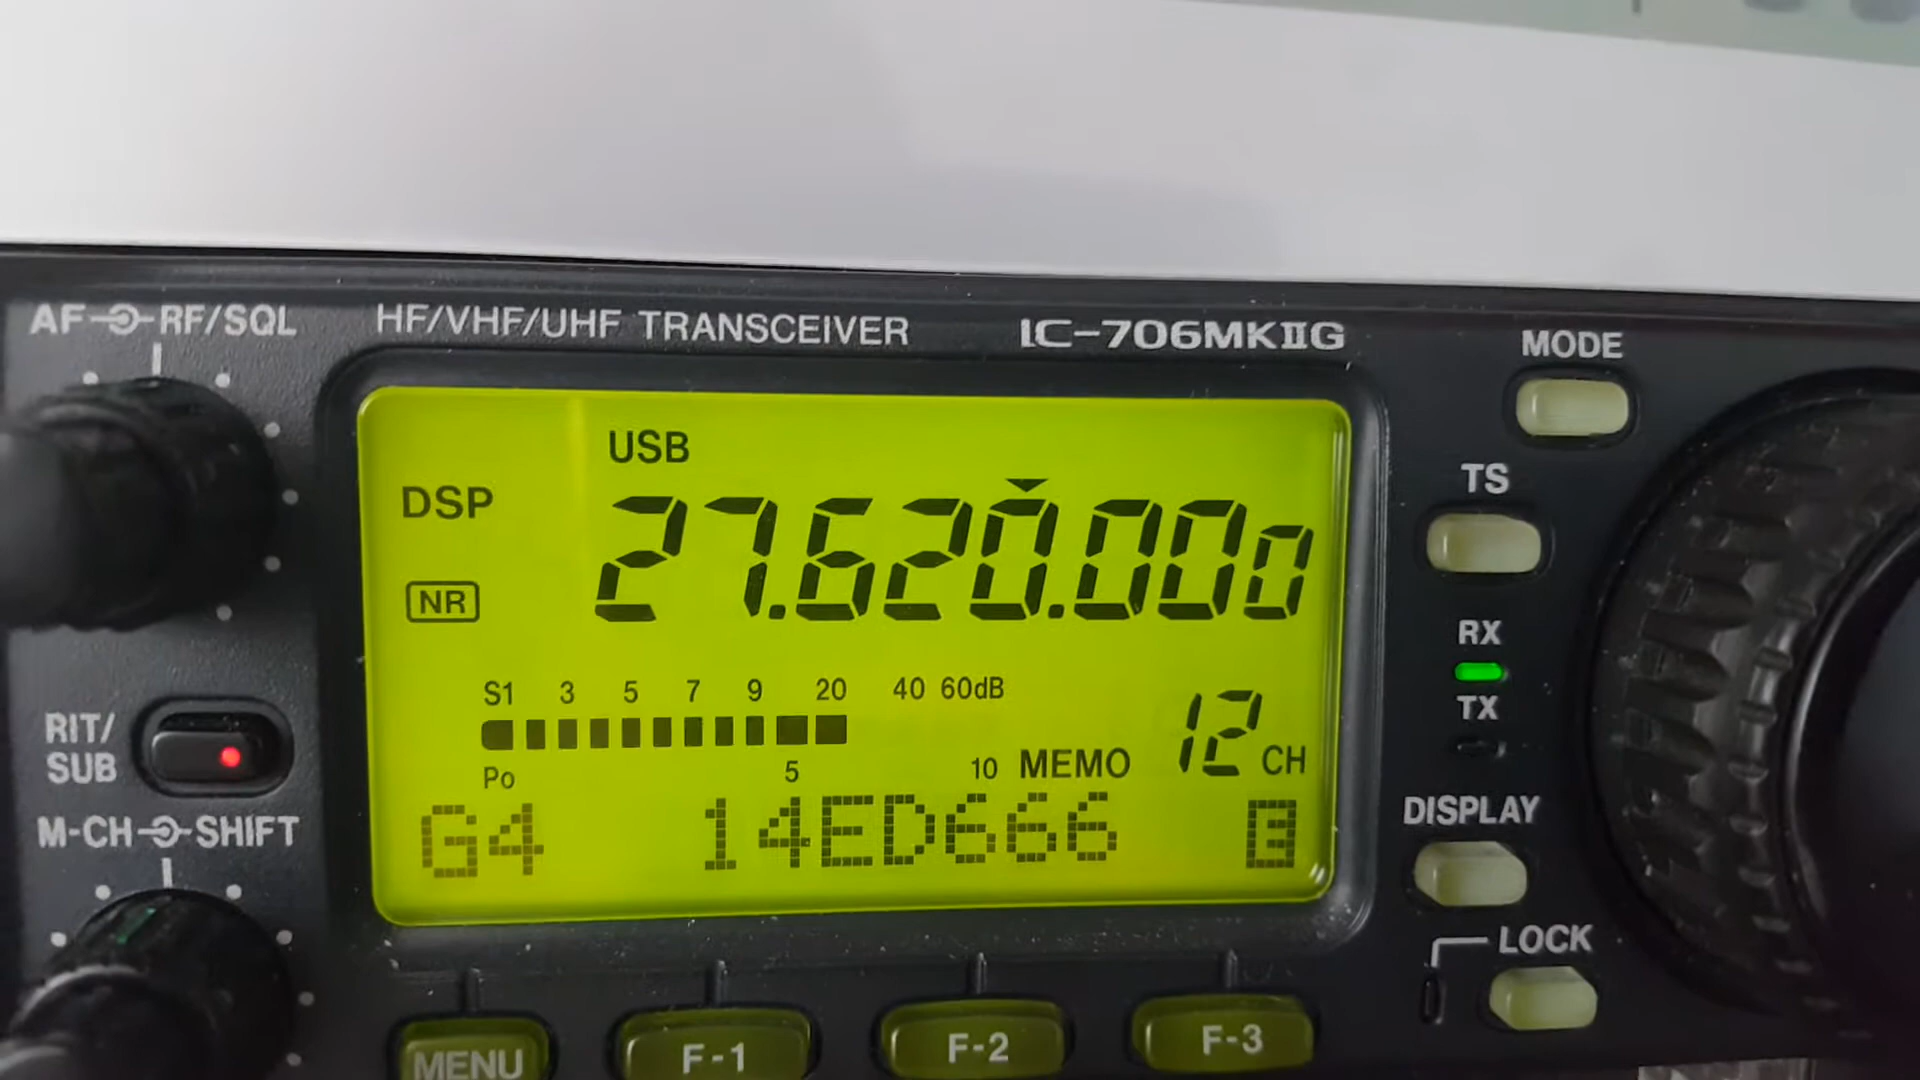 AF RF/SQL
HF/VHF/UHF TRANSCEIVER
IC-706MKIIG
MODE
USB
DSP
27.620.000
TS
NR
RX
S1 3 5 7 9 20 40 60dB
TX
RIT/
SUB
Po 5 10
MEMO
12 CH
M-CH SHIFT
G4 14ED666 E
DISPLAY
LOCK
MENU
F-1
F-2
F-3